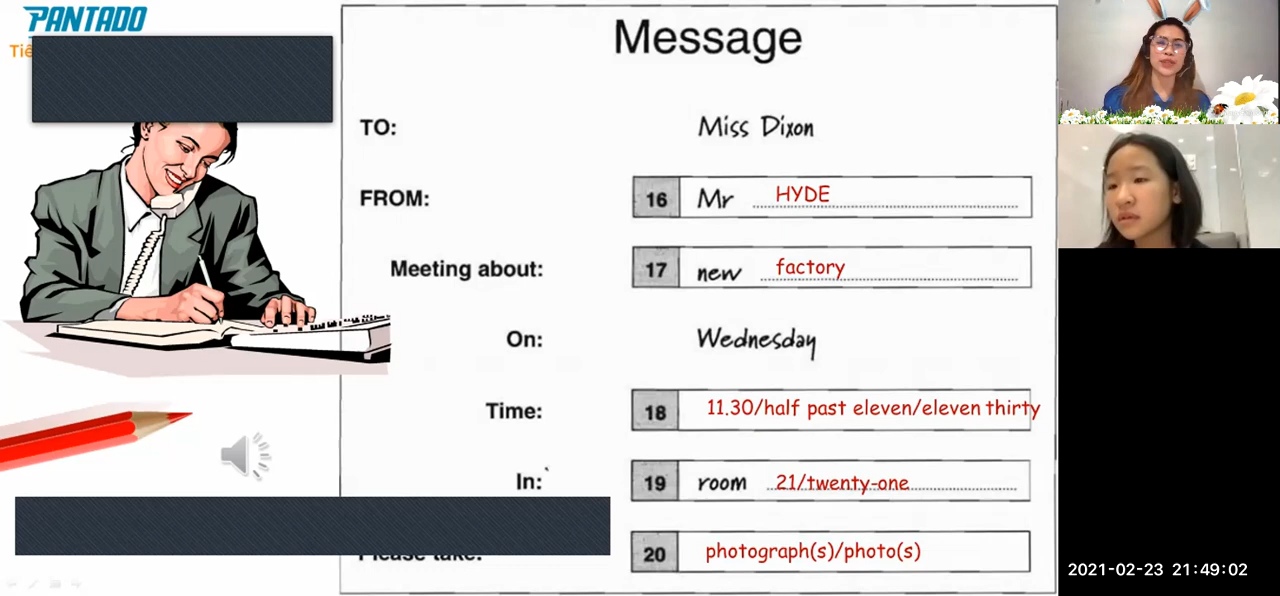 PANTADO
Tiế
Message
TO: Miss Dixon
FROM: 16 Mr HYDE
Meeting about: 17 new factory
On: Wednesday
Time: 18 11.30/half past eleven/eleven thirty
In: 19 room 21/twenty-one
Please take: 20 photograph(s)/photo(s)
2021-02-23 21:49:02